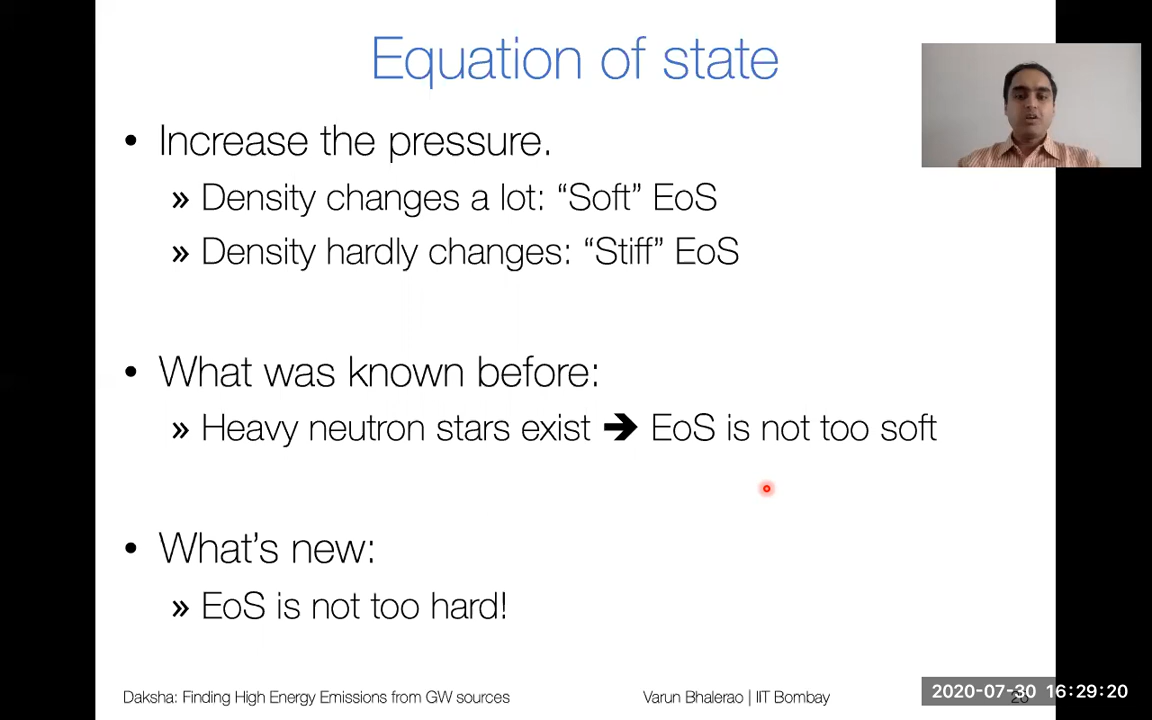 Equation of state
• Increase the pressure.
» Density changes a lot: “Soft” EoS
» Density hardly changes: “Stiff” EoS
• What was known before:
» Heavy neutron stars exist ➔ EoS is not too soft
• What’s new:
» EoS is not too hard!
Daksha: Finding High Energy Emissions from GW sources
Varun Bhalerao | IIT Bombay
2020-07-30 16:29:20